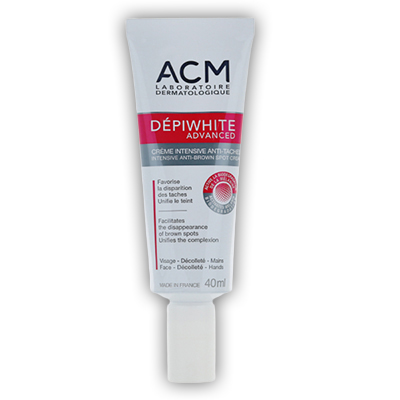 ACM
LABORATOIRE
DERMATOLOGIQUE
DÉPIWHITE
ADVANCED
CRÈME INTENSIVE ANTI-TACHES
INTENSIVE ANTI-BROWN SPOT CREAM
Favorise
la disparition
des taches
Unifie le teint
Facilitates
the disappearance
of brown spots
Unifies the complexion
Visage - Décolleté - Mains
Face - Décolleté - Hands
MADE IN FRANCE
40ml